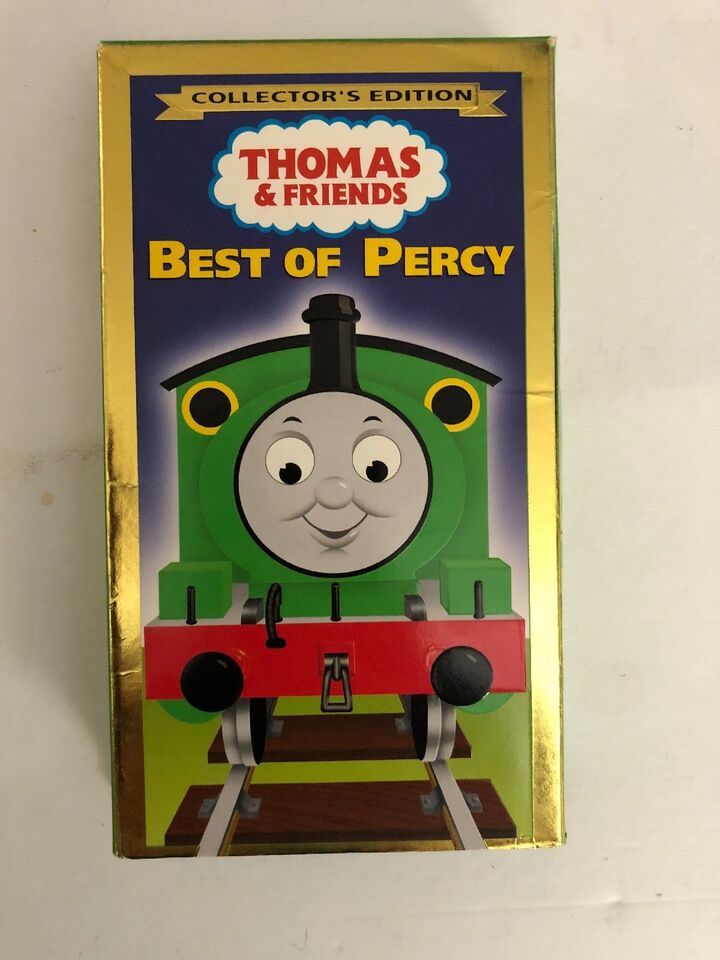 COLLECTOR'S EDITION
THOMAS
& FRIENDS
BEST OF PERCY